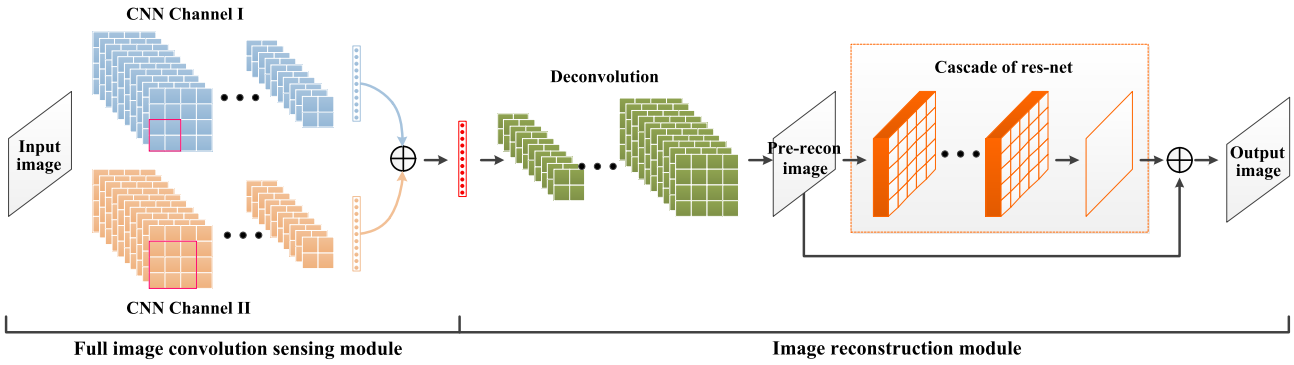 CNN Channel I
Input
image
CNN Channel II
Full image convolution sensing module
Deconvolution
Pre-recon
image
Cascade of res-net
Output
image
Image reconstruction module